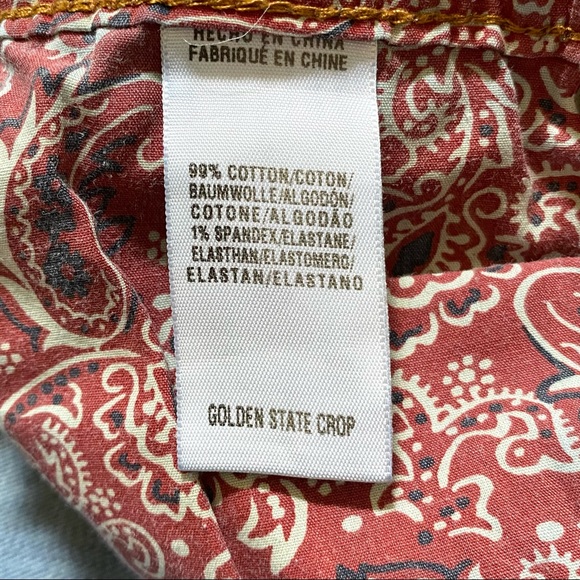 HECHO EN CHINA
FABRIQUÉ EN CHINE
99% COTTON/COTON/
BAUMWOLLE/ALGODÓN/
COTONE/ALGODÃO
1% SPANDEX/ELASTANE/
ELASTHAN/ELASTOMERO/
ELASTAN/ELASTANO
GOLDEN STATE CROP